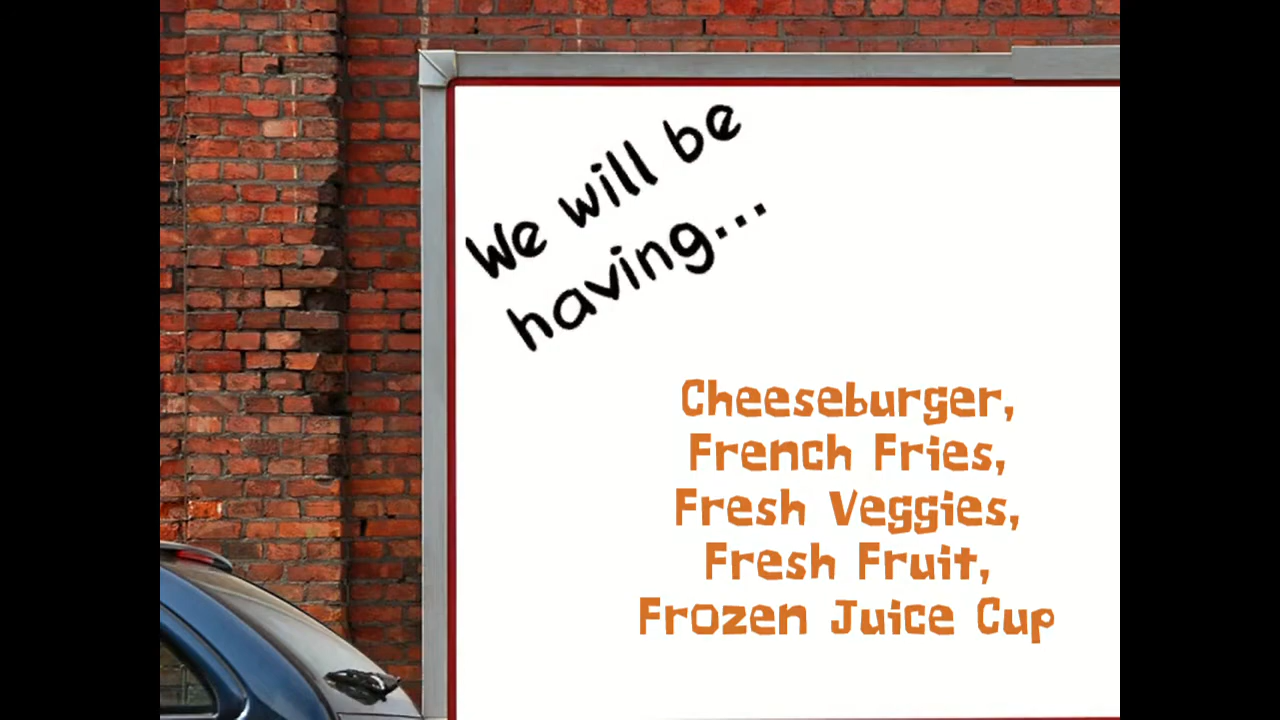 We will be
having...
Cheeseburger,
French Fries,
Fresh Veggies,
Fresh Fruit,
Frozen Juice Cup